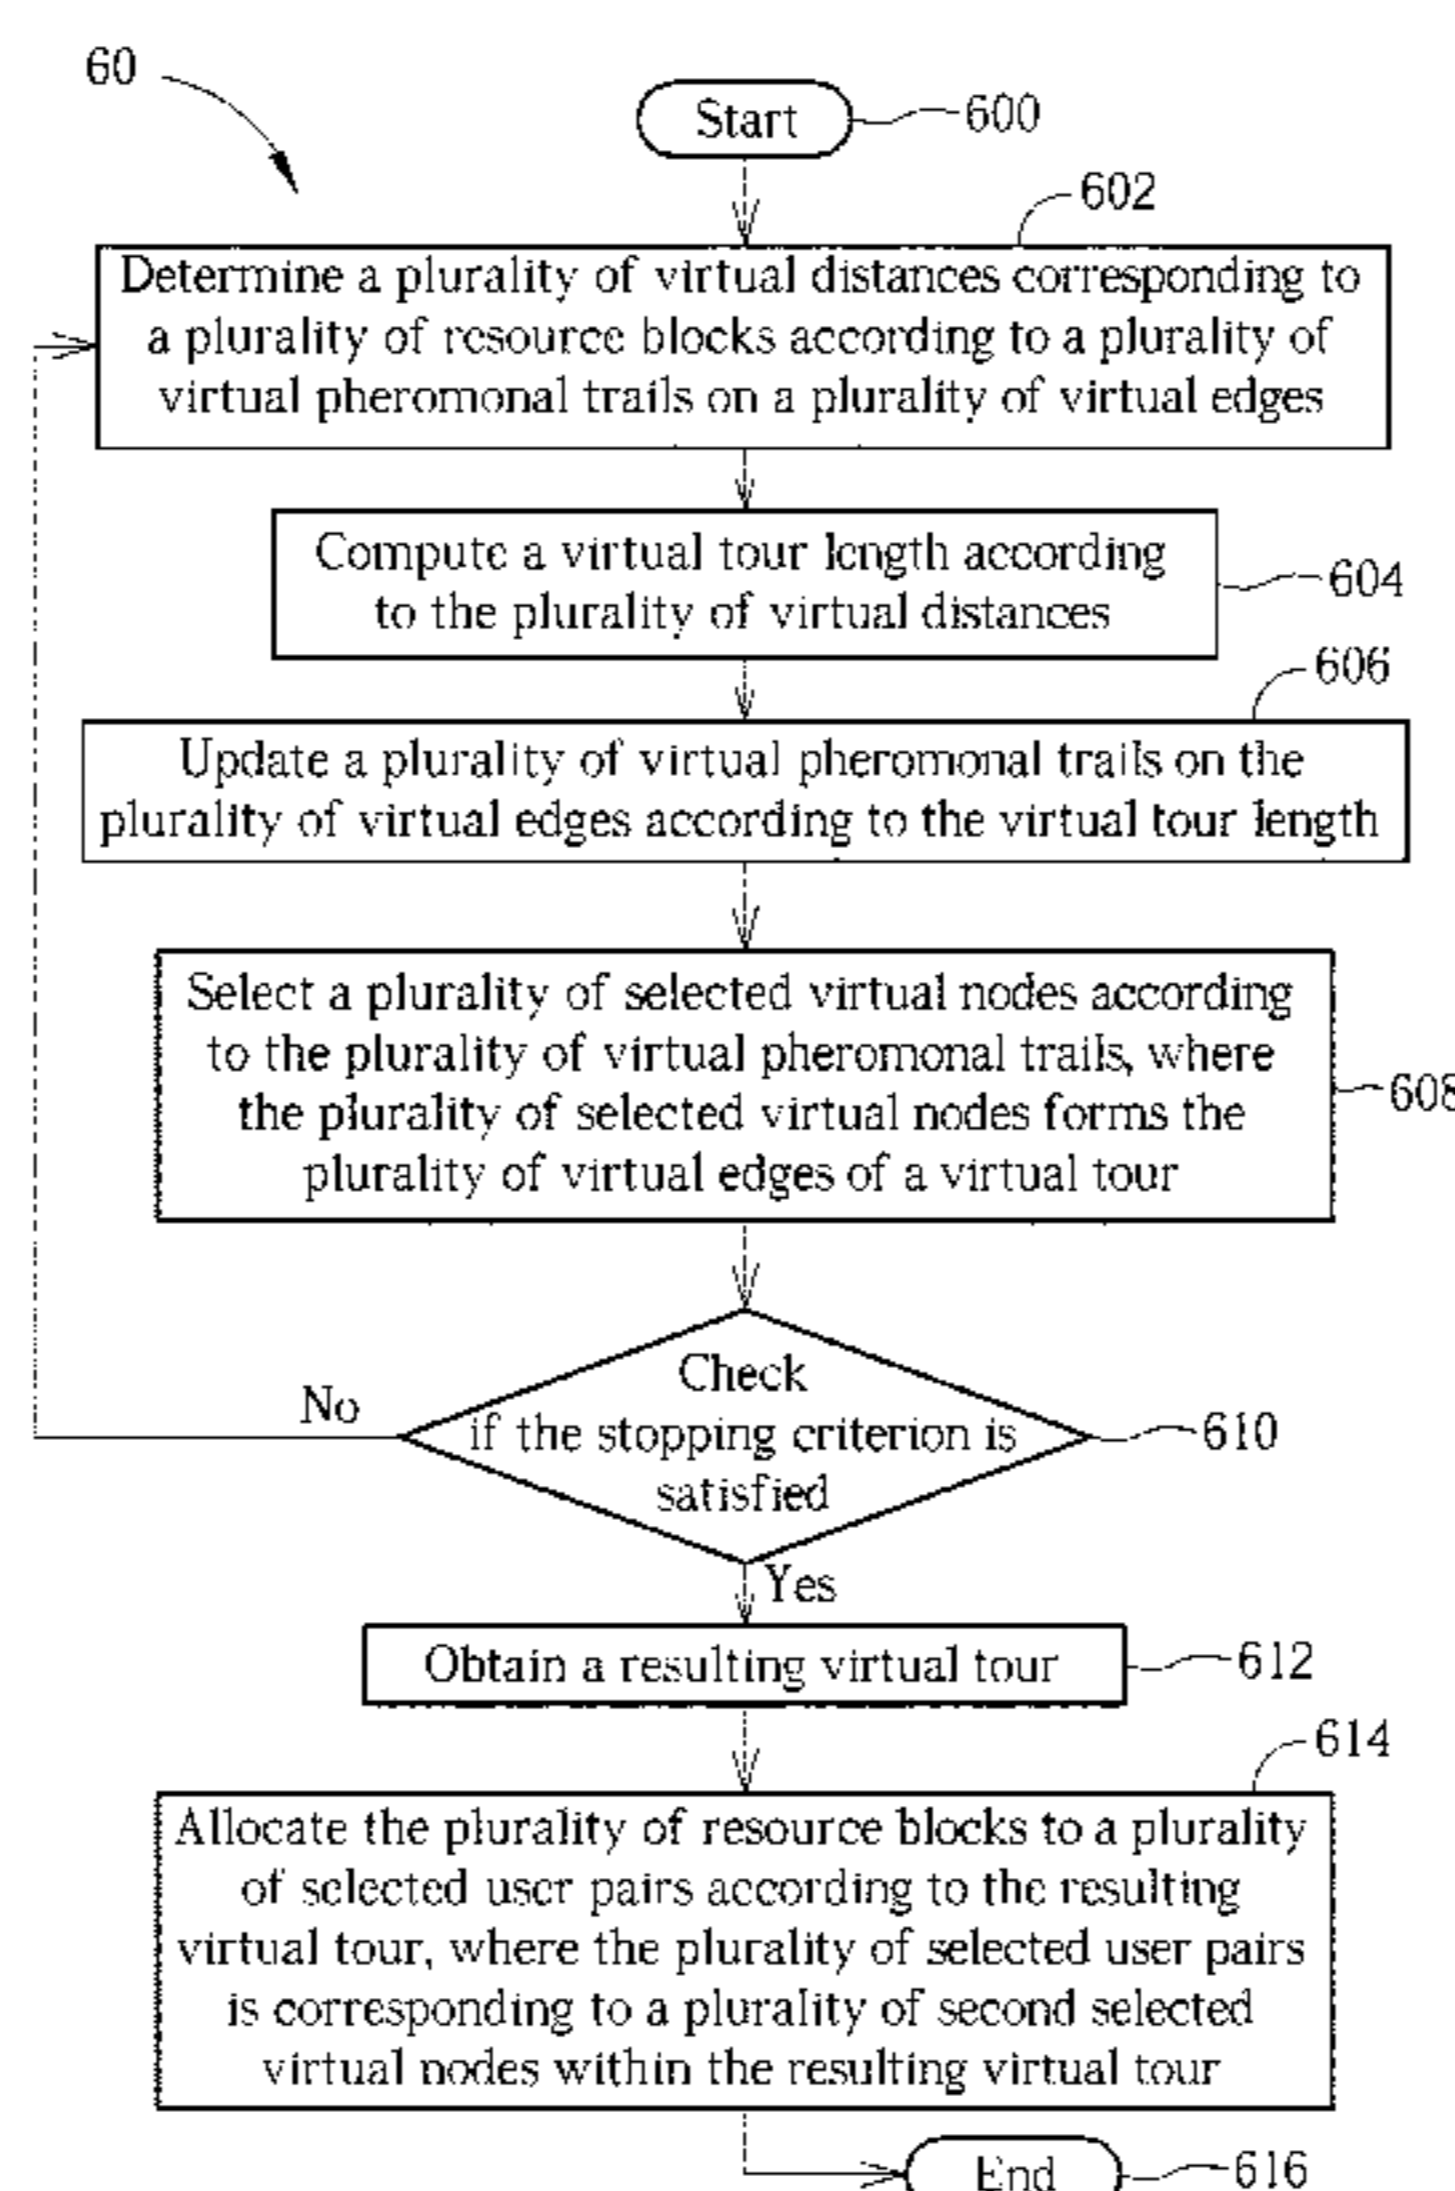 60
Start
600
602
Determine a plurality of virtual distances corresponding to
a plurality of resource blocks according to a plurality of
virtual pheromonal trails on a plurality of virtual edges
Compute a virtual tour length according
to the plurality of virtual distances
604
606
Update a plurality of virtual pheromonal trails on the
plurality of virtual edges according to the virtual tour length
Select a plurality of selected virtual nodes according
to the plurality of virtual pheromonal trails, where
the plurality of selected virtual nodes forms the
plurality of virtual edges of a virtual tour
608
Check
if the stopping criterion is
satisfied
No
610
Yes
Obtain a resulting virtual tour
612
614
Allocate the plurality of resource blocks to a plurality
of selected user pairs according to the resulting
virtual tour, where the plurality of selected user pairs
is corresponding to a plurality of second selected
virtual nodes within the resulting virtual tour
End
616